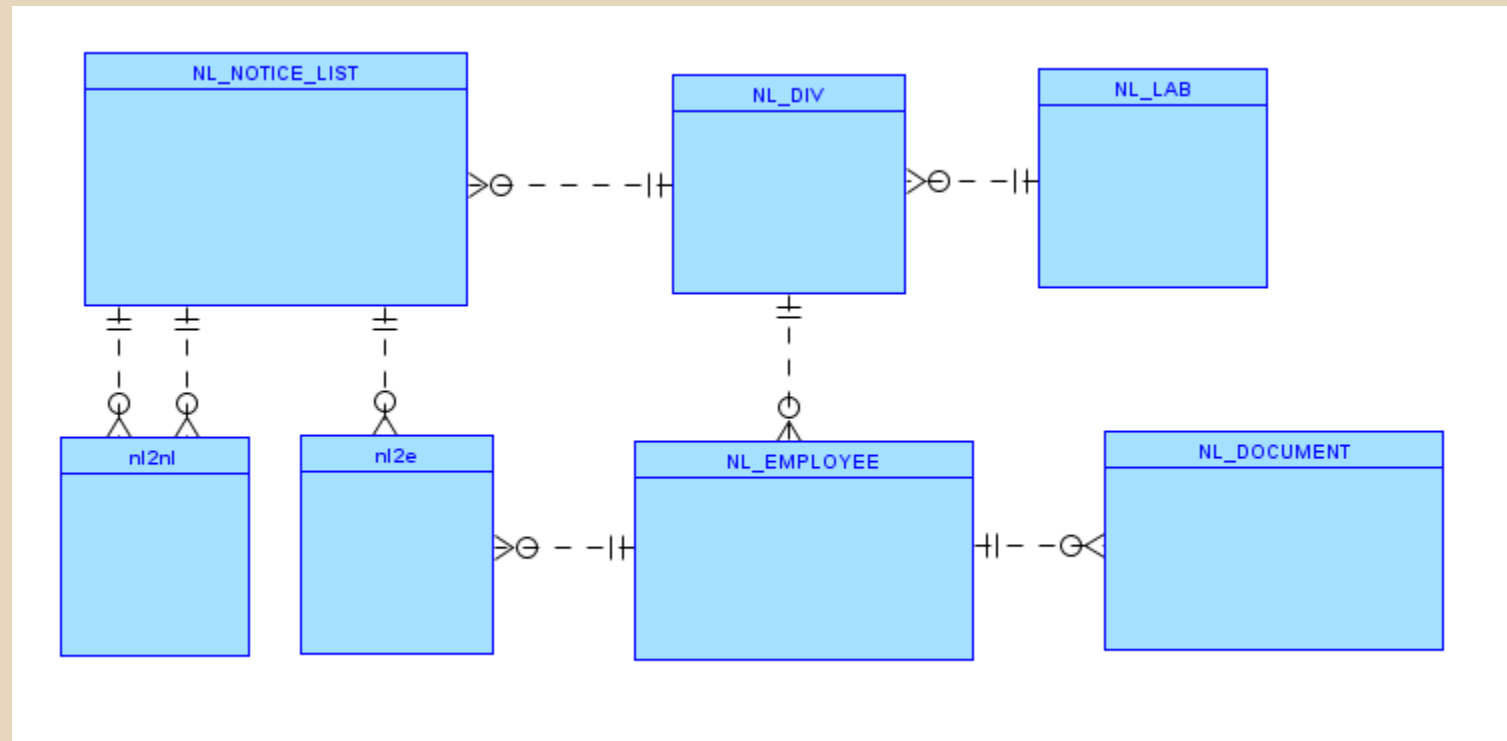 NL_NOTICE_LIST
NL_DIV
NL_LAB
nl2nl
nl2e
NL_EMPLOYEE
NL_DOCUMENT